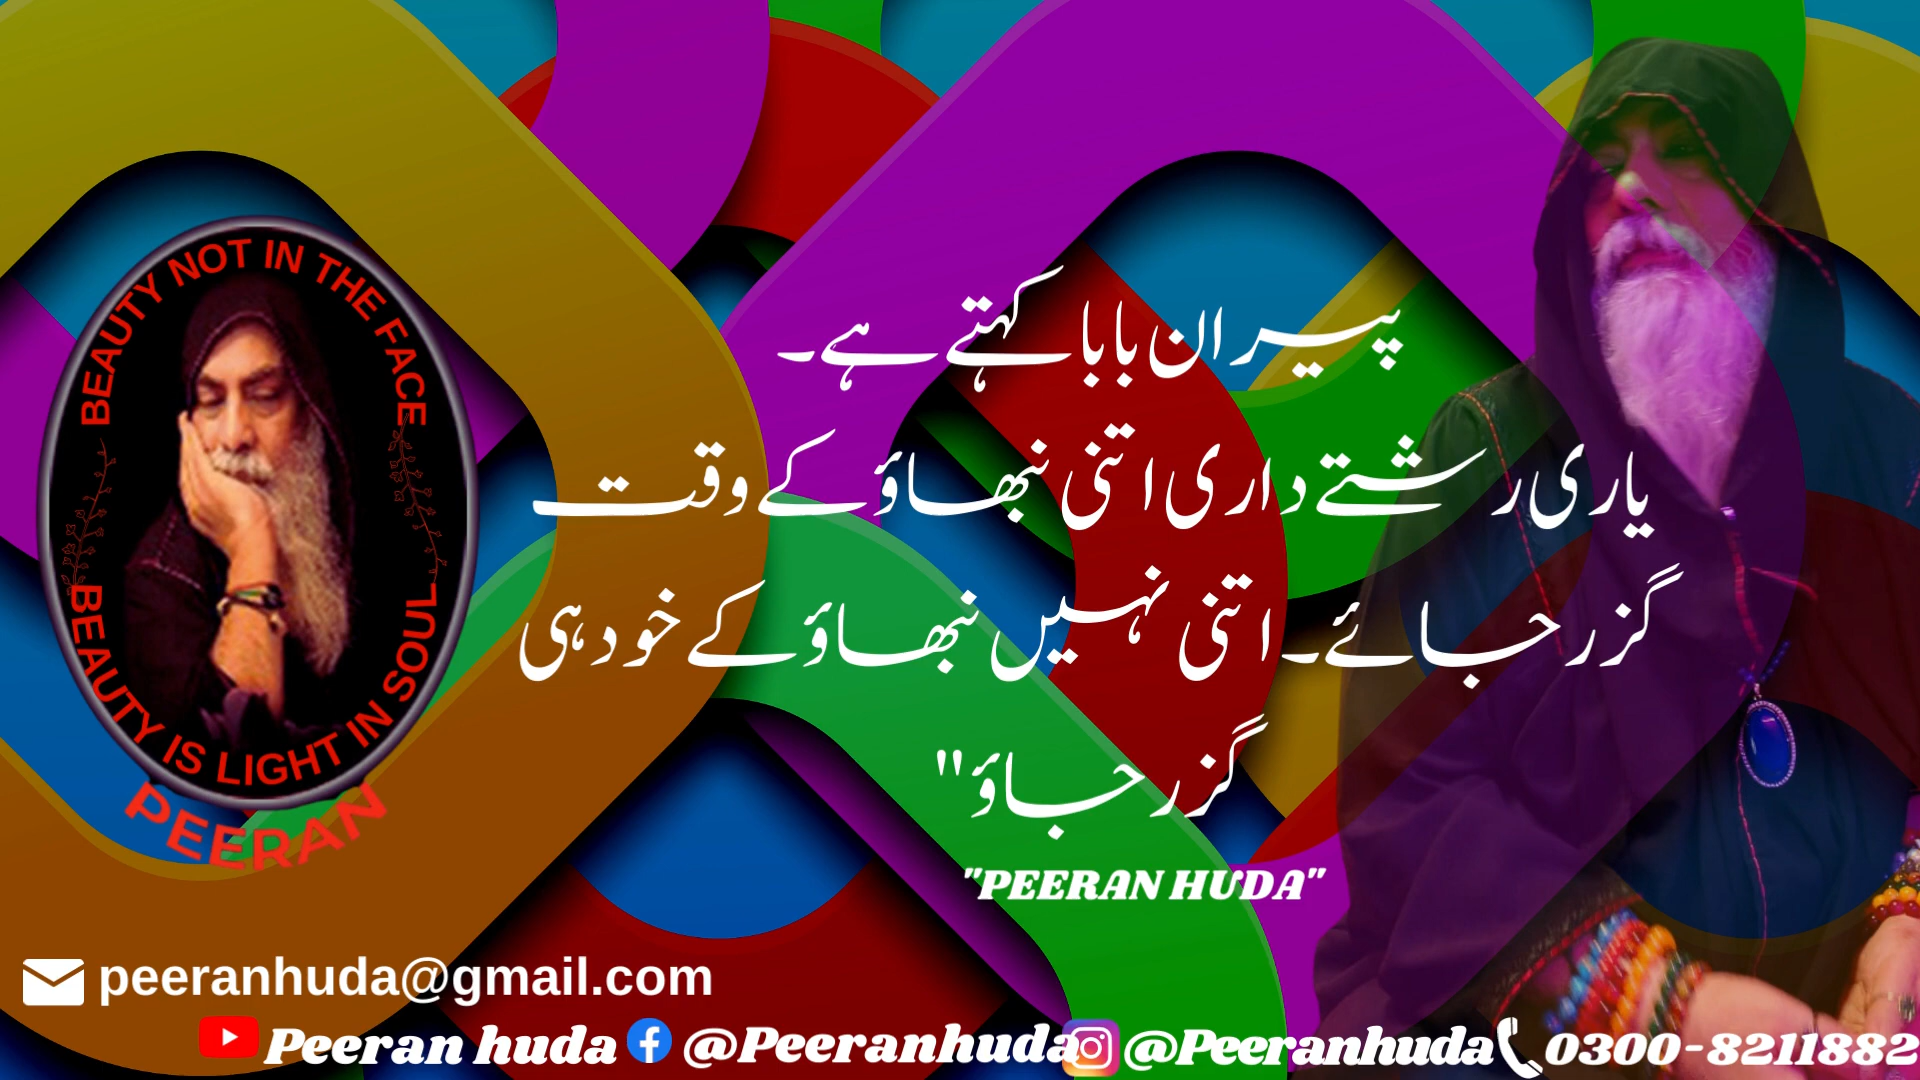 BEAUTY NOT IN THE FACE
BEAUTY IS LIGHT IN SOUL
PEERAN
پیران بابا کہتے ہے۔
یاری رشتے داری اتنی نبھاؤ کے وقت
گزر جائے۔ اتنی نہیں نبھاؤ کے خود ہی
گزر جاؤ"
"PEERAN HUDA"
peeranhuda@gmail.com
Peeran huda @Peeranhuda @Peeranhuda 0300-8211882